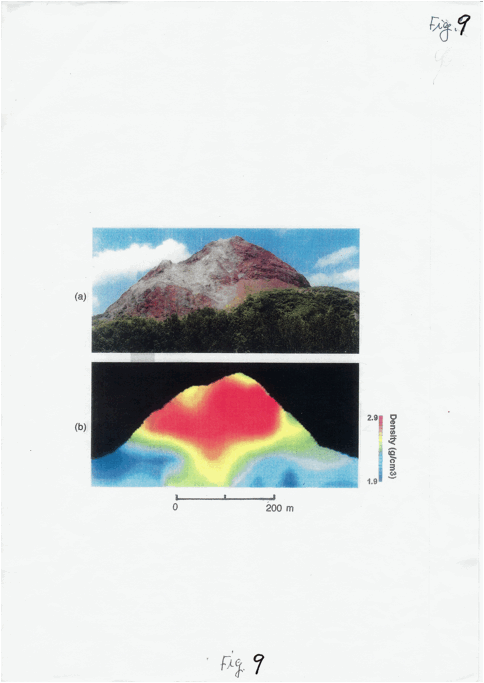 Fig. 9
(a)
(b)
2.9
Density (g/cm3)
1.9
0 200 m
Fig 9